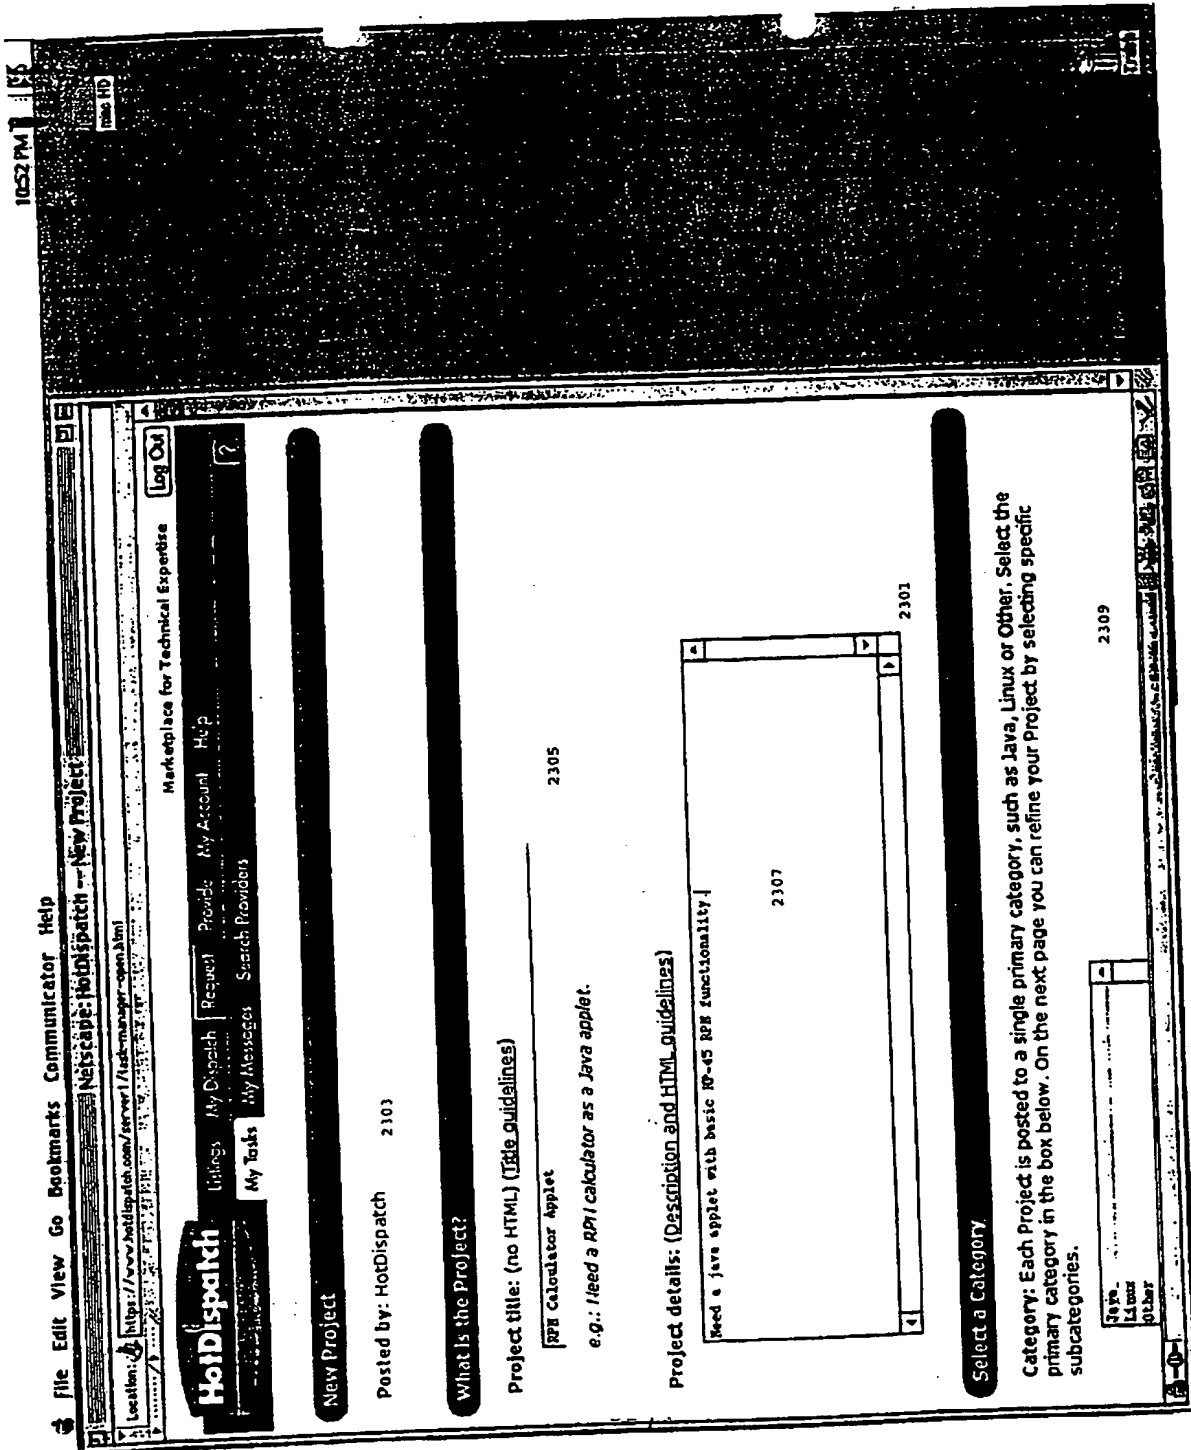 10:52 PM
File Edit View Go Bookmarks Communicator Help
mac HD
Netscape: HotDispatch -- New Project
Location: https://www.hotdispatch.com/server1/task-manager-open.html
Marketplace for Technical Expertise
Log Out
HotDispatch
Listings My Dispatch Request Provide My Account Help
?
My Tasks My Messages Search Providers
New Project
Posted by: HotDispatch 2303
What is the Project?
Project title: (no HTML) (Title guidelines)
RPN Calculator Applet
2305
e.g.: Need a RPN calculator as a Java applet.
Project details: (Description and HTML guidelines)
Need a java applet with basic HP-45 RPN functionality.
2307
2301
Select a Category
Category: Each Project is posted to a single primary category, such as Java, Linux or Other. Select the
primary category in the box below. On the next page you can refine your Project by selecting specific
subcategories.
2309
Java
Linux
Other
Trash